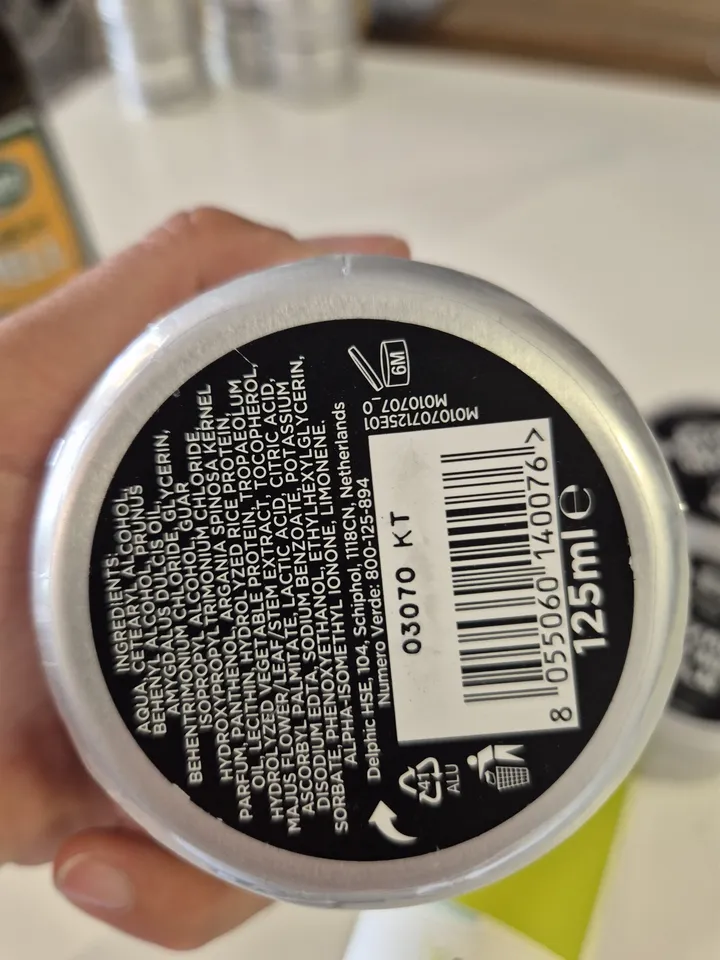 INGREDIENTS:
AQUA, CETEARYL ALCOHOL,
BEHENYL ALCOHOL, PRUNUS
AMYGDALUS DULCIS OIL, GLYCERIN,
BEHENTRIMONIUM CHLORIDE,
ISOPROPYL ALCOHOL, GUAR
HYDROXYPROPYLTRIMONIUM CHLORIDE,
PARFUM, PANTHENOL, ARGANIA SPINOSA KERNEL
OIL, LECITHIN, HYDROLYZED RICE PROTEIN,
HYDROLYZED VEGETABLE PROTEIN, TROPAEOLUM
MAJUS FLOWER/LEAF/STEM EXTRACT, TOCOPHEROL,
ASCORBYL PALMITATE, LACTIC ACID, CITRIC ACID,
DISODIUM EDTA, SODIUM BENZOATE, POTASSIUM
SORBATE, PHENOXYETHANOL, ETHYLHEXYLGLYCERIN,
ALPHA-ISOMETHYL IONONE, LIMONENE.
Delphic HSE, 104, Schiphol, 1118CN, Netherlands
Numero Verde: 800-125-894
6M
M010707_0
M010707125E01
03070 KT
8 055060 140076 >
125ml e
41
ALU